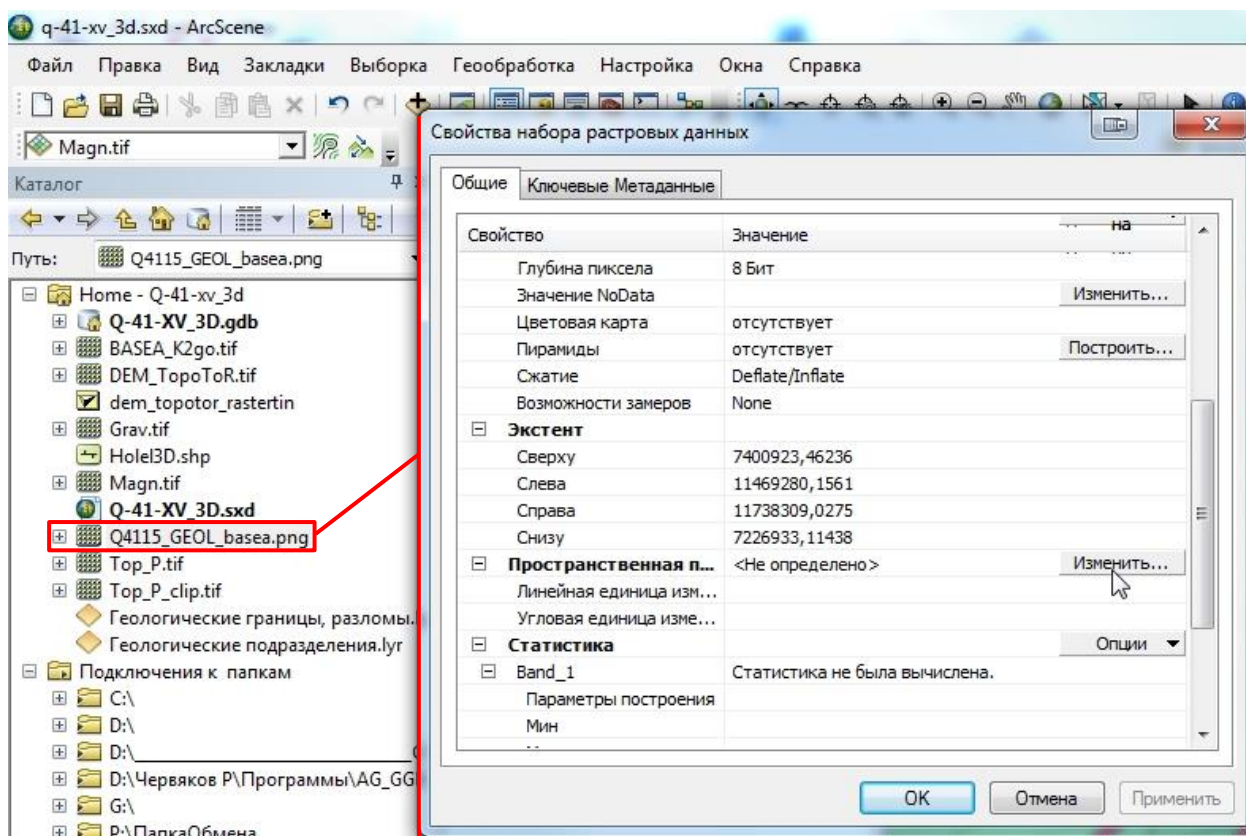 q-41-xv_3d.sxd - ArcScene
Файл Правка Вид Закладки Выборка Геообработка Настройка Окна Справка
Magn.tif
Каталог
Путь: Q4115_GEOL_basea.png
Home - Q-41-xv_3d
Q-41-XV_3D.gdb
BASEA_K2go.tif
DEM_TopoToR.tif
dem_topotor_rastertin
Grav.tif
Holel3D.shp
Magn.tif
Q-41-XV_3D.sxd
Q4115_GEOL_basea.png
Top_P.tif
Top_P_clip.tif
Геологические границы, разломы.
Геологические подразделения.lyr
Подключения к папкам
C:\
D:\
D:\
D:\Червяков Р\Программы\AG_GG
G:\
P:\ПапкаОбмена
Свойства набора растровых данных
Общие Ключевые Метаданные
Свойство Значение на
Глубина пиксела 8 Бит
Значение NoData Изменить...
Цветовая карта отсутствует
Пирамиды отсутствует Построить...
Сжатие Deflate/Inflate
Возможности замеров None
Экстент
Сверху 7400923,46236
Слева 11469280,1561
Справа 11738309,0275
Снизу 7226933,11438
Пространственная п... <Не определено> Изменить...
Линейная единица изм...
Угловая единица изме...
Статистика Опции
Band_1 Статистика не была вычислена.
Параметры построения
Мин
OK Отмена Применить